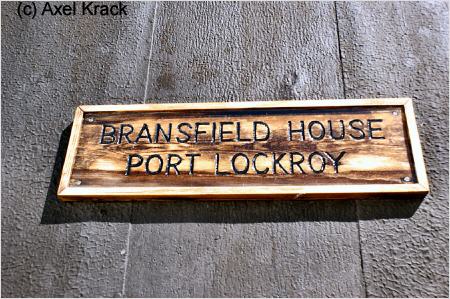 (c) Axel Krack
BRANSFIELD HOUSE
PORT LOCKROY